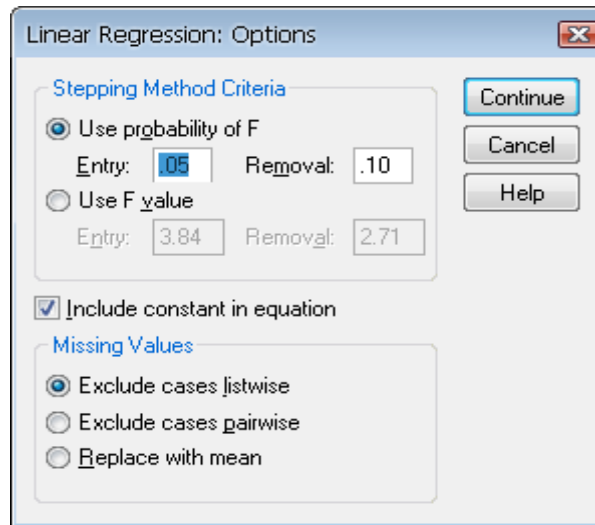 Linear Regression: Options
Stepping Method Criteria
Use probability of F
Entry: .05 Removal: .10
Use F value
Entry: 3.84 Removal: 2.71
Include constant in equation
Missing Values
Exclude cases listwise
Exclude cases pairwise
Replace with mean
Continue
Cancel
Help